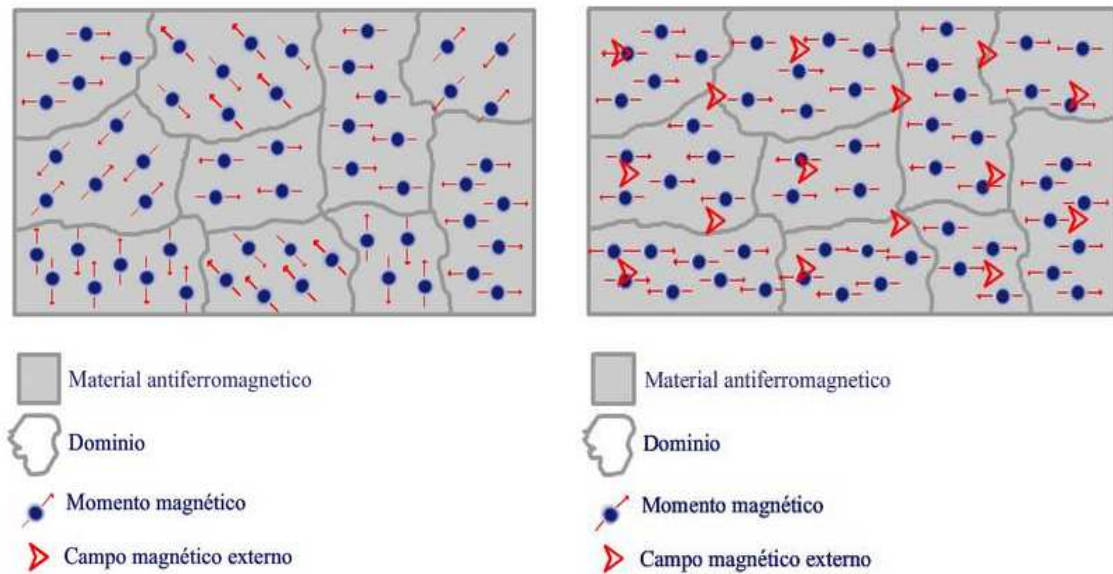 Material antiferromagnetico
Dominio
Momento magnético
Campo magnético externo
Material antiferromagnetico
Dominio
Momento magnético
Campo magnético externo